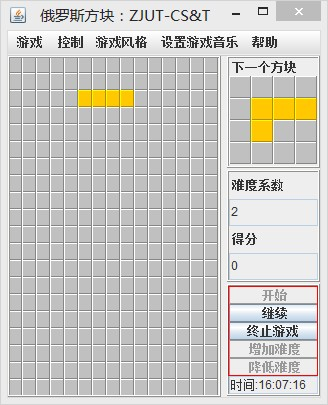 俄罗斯方块：ZJUT-CS&T
游戏 控制 游戏风格 设置游戏音乐 帮助
下一个方块
难度系数
2
得分
0
开始
继续
终止游戏
增加难度
降低难度
时间:16:07:16